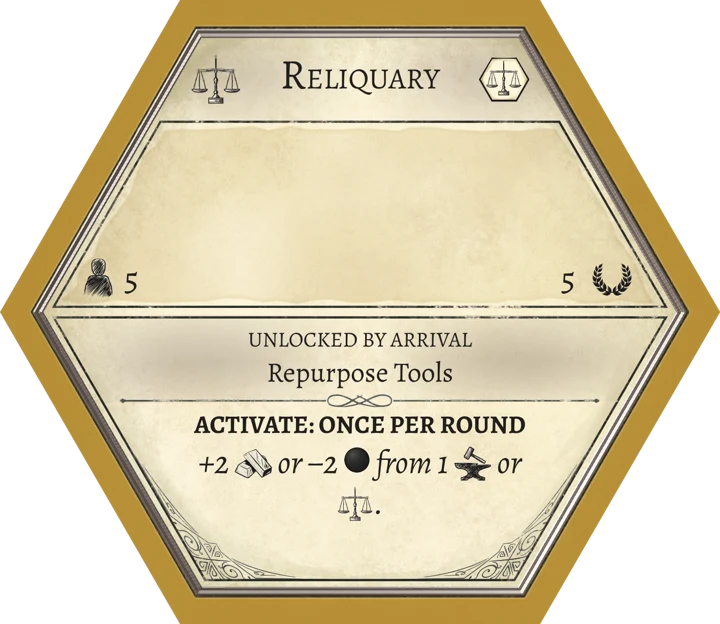 RELIQUARY
5 5
UNLOCKED BY ARRIVAL
Repurpose Tools
ACTIVATE: ONCE PER ROUND
+2 or –2 from 1 or
.